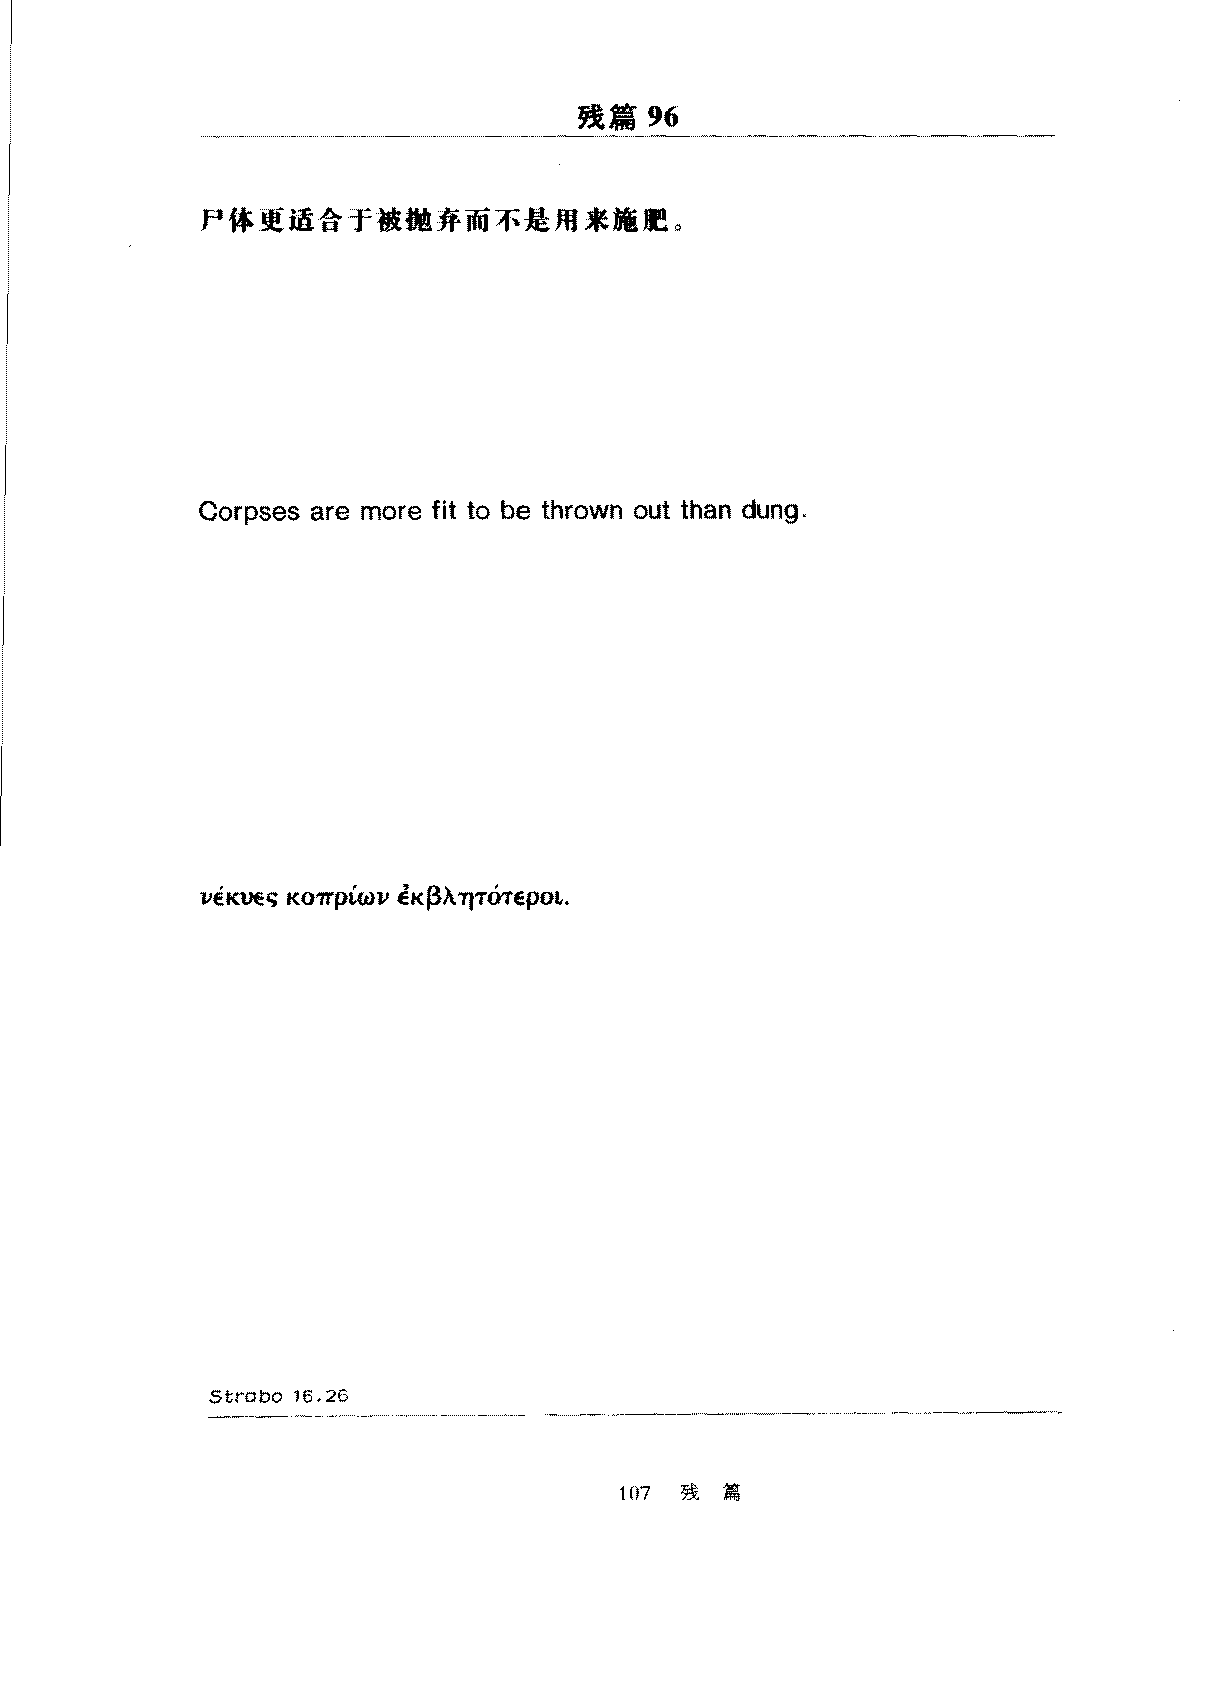 残篇 96
尸体更适合于被抛弃而不是用来施肥。
Corpses are more fit to be thrown out than dung.
νέκυες κοπρίων ἐκβλητότεροι.
Strabo 16.26
107 残 篇